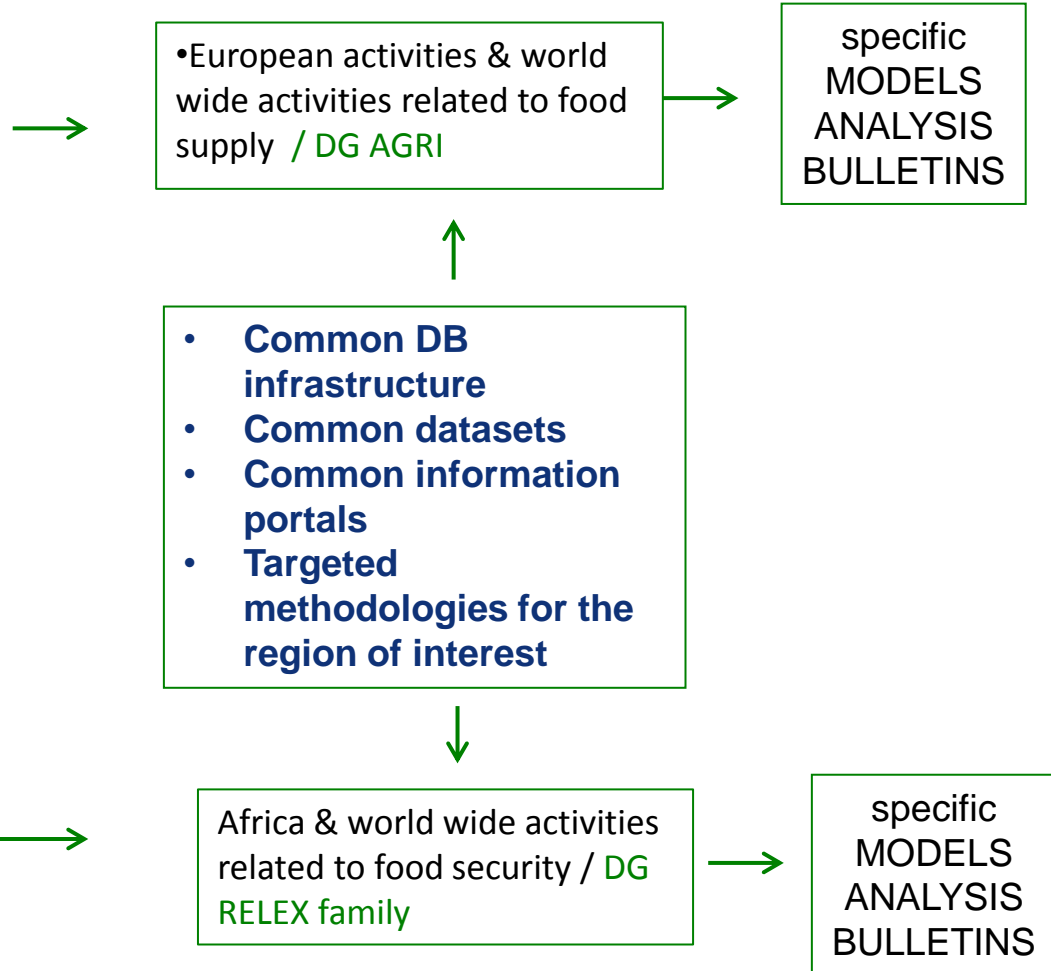 •European activities & world
wide activities related to food
supply / DG AGRI
specific
MODELS
ANALYSIS
BULLETINS
• Common DB
infrastructure
• Common datasets
• Common information
portals
• Targeted
methodologies for the
region of interest
Africa & world wide activities
related to food security / DG
RELEX family
specific
MODELS
ANALYSIS
BULLETINS